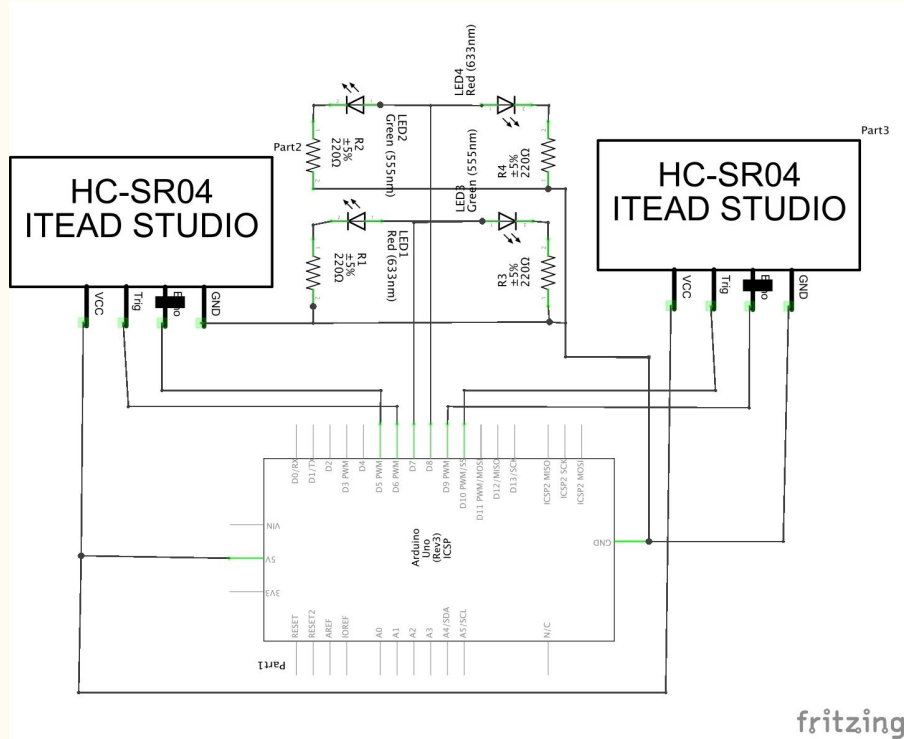 LED4
Red (633nm)
LED2
Green (555nm)
R2
±5%
220Ω
R4
±5%
220Ω
LED3
Green (555nm)
LED1
Red (633nm)
R1
±5%
220Ω
R3
±5%
220Ω
Part2
HC-SR04
ITEAD STUDIO
VCC
Trig
GND
Part3
HC-SR04
ITEAD STUDIO
VCC
Trig
GND
D0/RX
D1/TX
D2
D3 PWM
D4
D5 PWM
D6 PWM
D7
D8
D9 PWM
D10 PWM/SS
D11 PWM/MOSI
D12/MISO
D13/SCK
ICSP2 MISO
ICSP2 SCK
ICSP2 MOSI
VIN
5V
3V3
Arduino
Uno
(Rev3)
ICSP
GND
RESET
RESET2
AREF
IOREF
A0
A1
A2
A3
A4/SDA
A5/SCL
N/C
Part1
fritzing